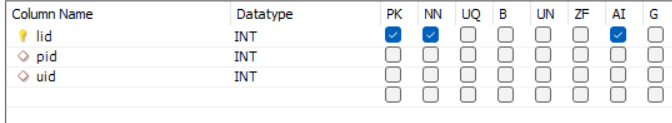 Column Name Datatype PK NN UQ B UN ZF AI G
lid INT
pid INT
uid INT